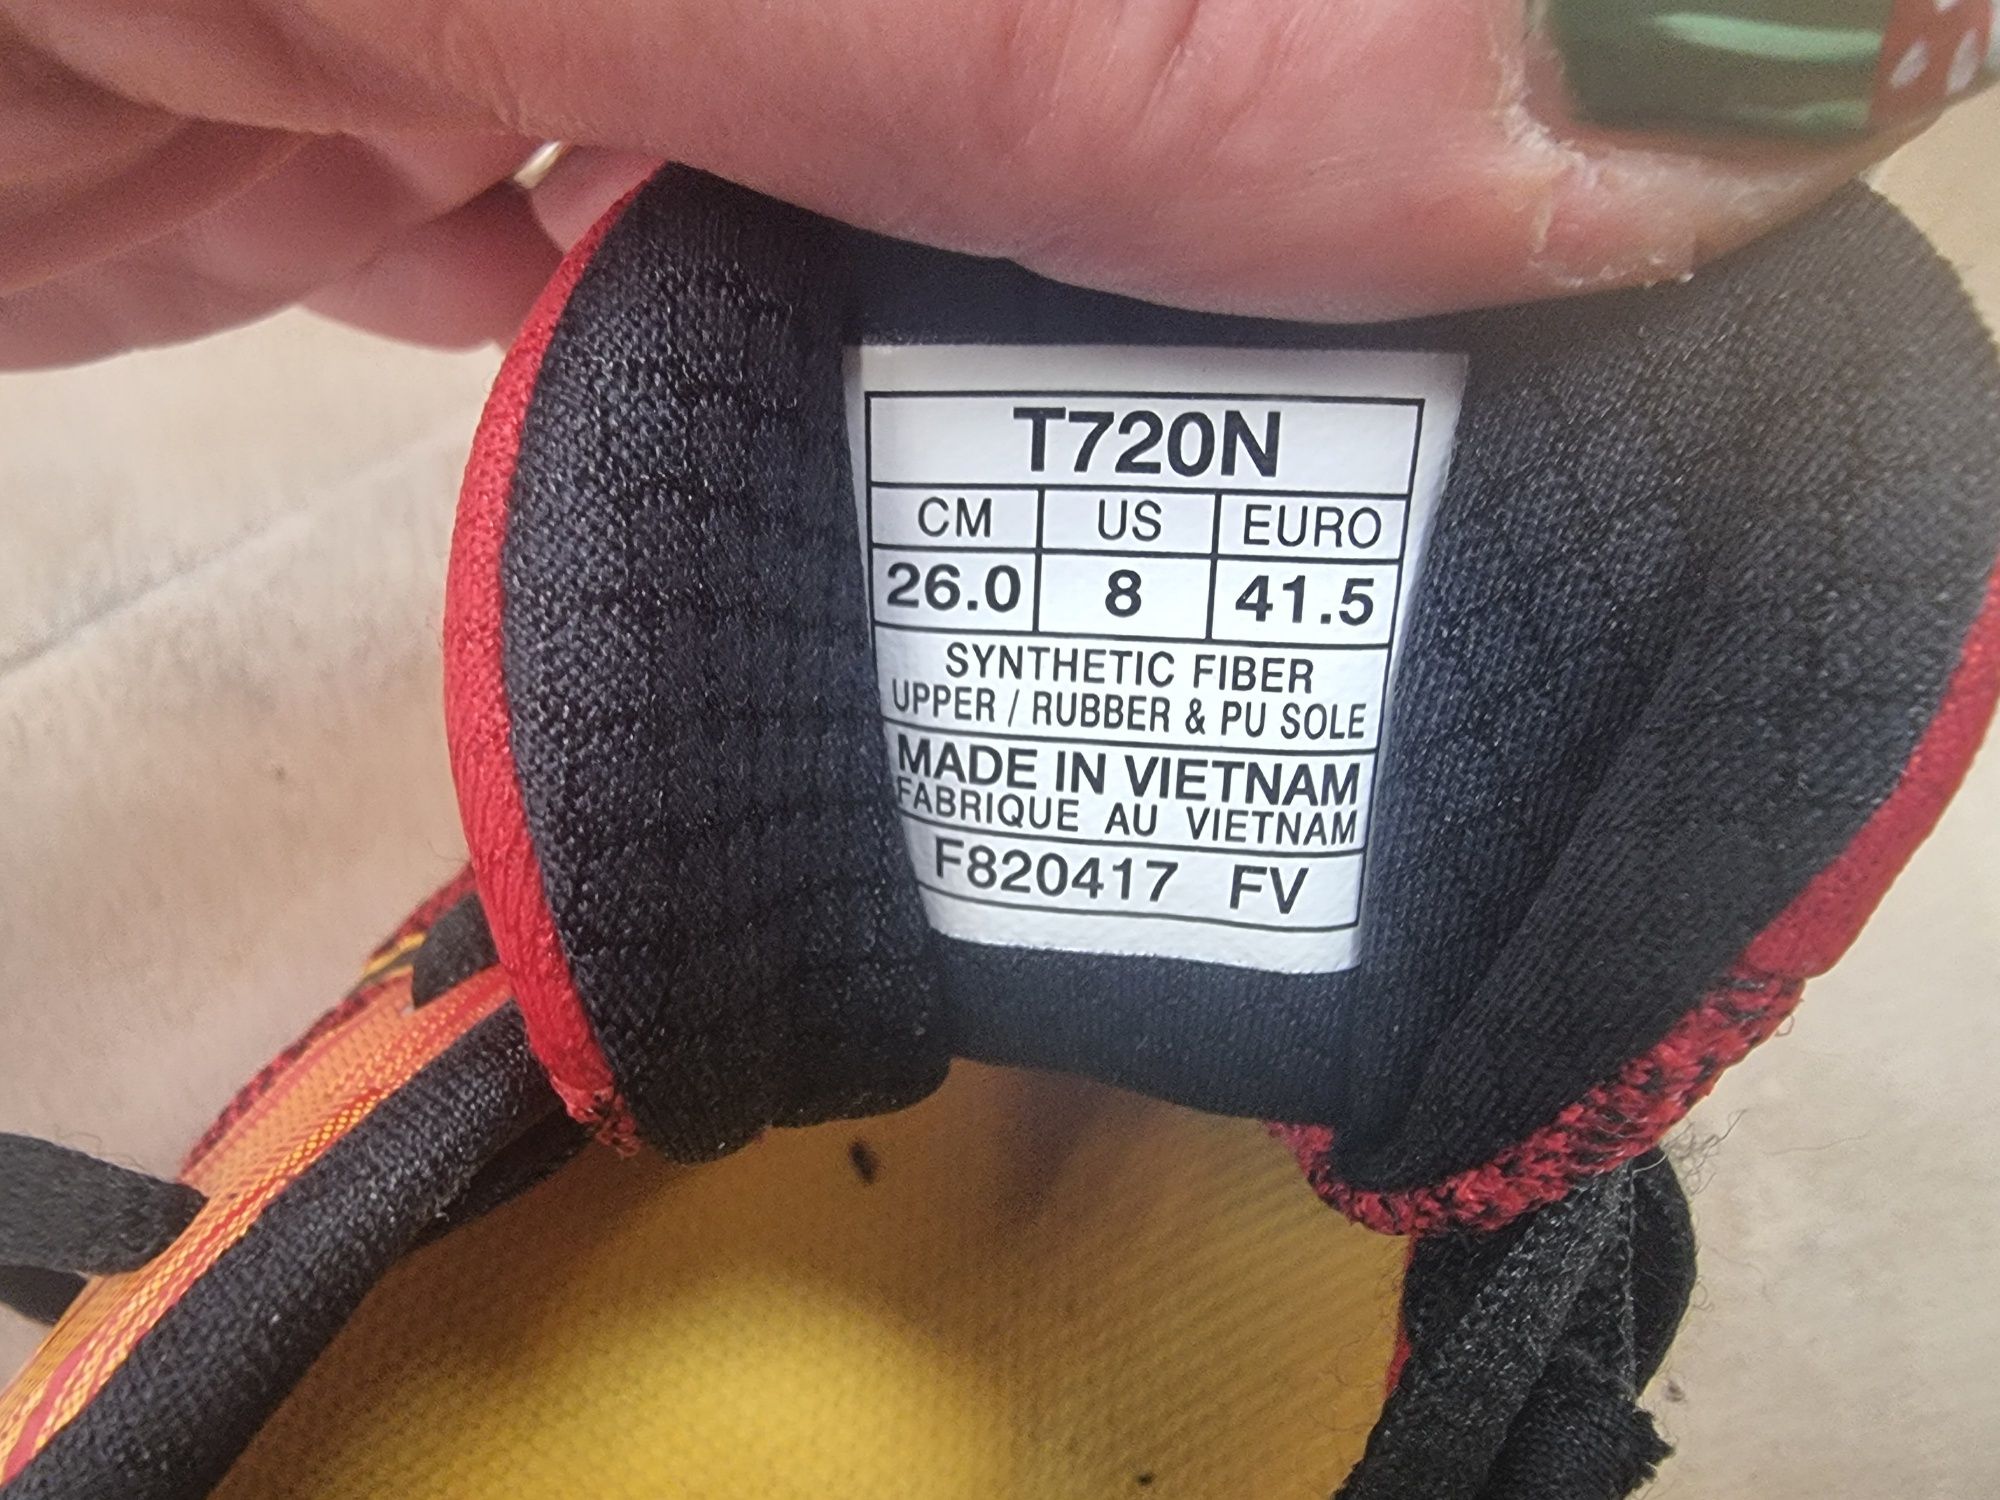 T720N
CM US EURO
26.0 8 41.5
SYNTHETIC FIBER
UPPER / RUBBER & PU SOLE
MADE IN VIETNAM
FABRIQUE AU VIETNAM
F820417 FV